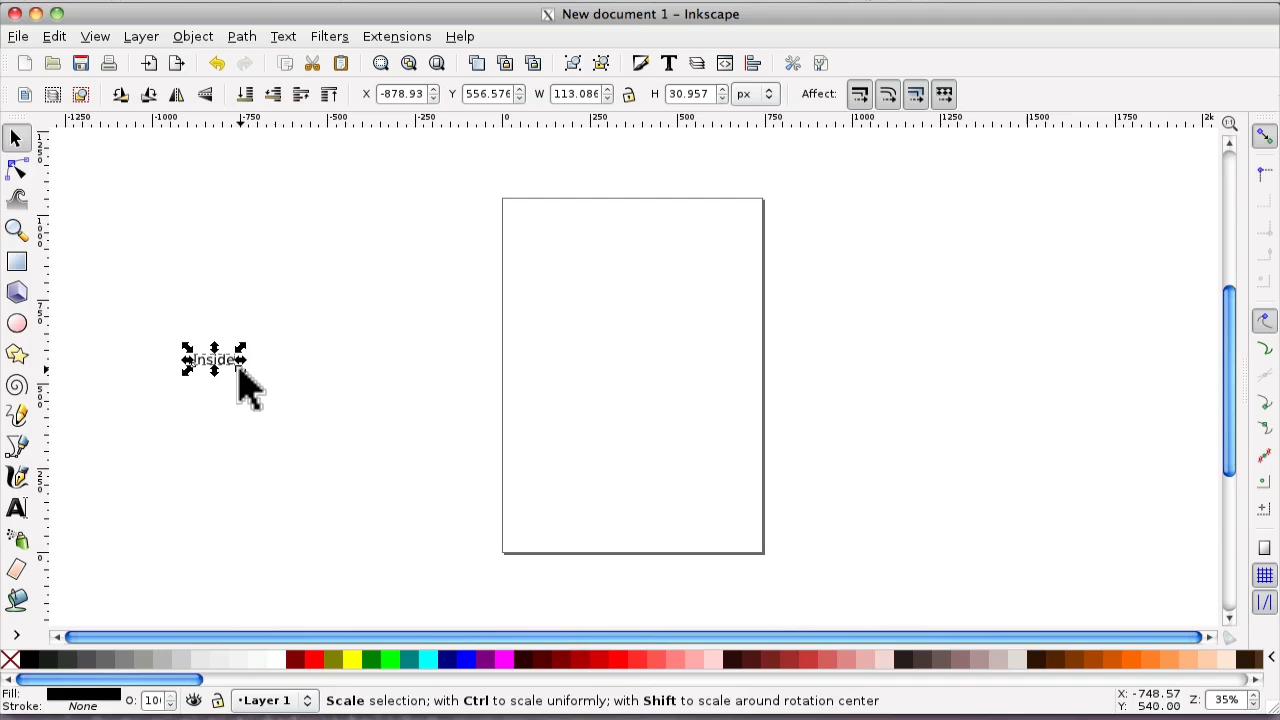 New document 1 - Inkscape
File Edit View Layer Object Path Text Filters Extensions Help
X -878.93 Y 556.576 W 113.086 H 30.957 px Affect:
-1250 -1000 -750 -500 -250 0 250 500 750 1000 1250 1500 1750 2k
Inside
Fill:
Stroke: None
O: 10
•Layer 1
Scale selection; with Ctrl to scale uniformly; with Shift to scale around rotation center
X: -748.57
Y: 540.00
Z: 35%